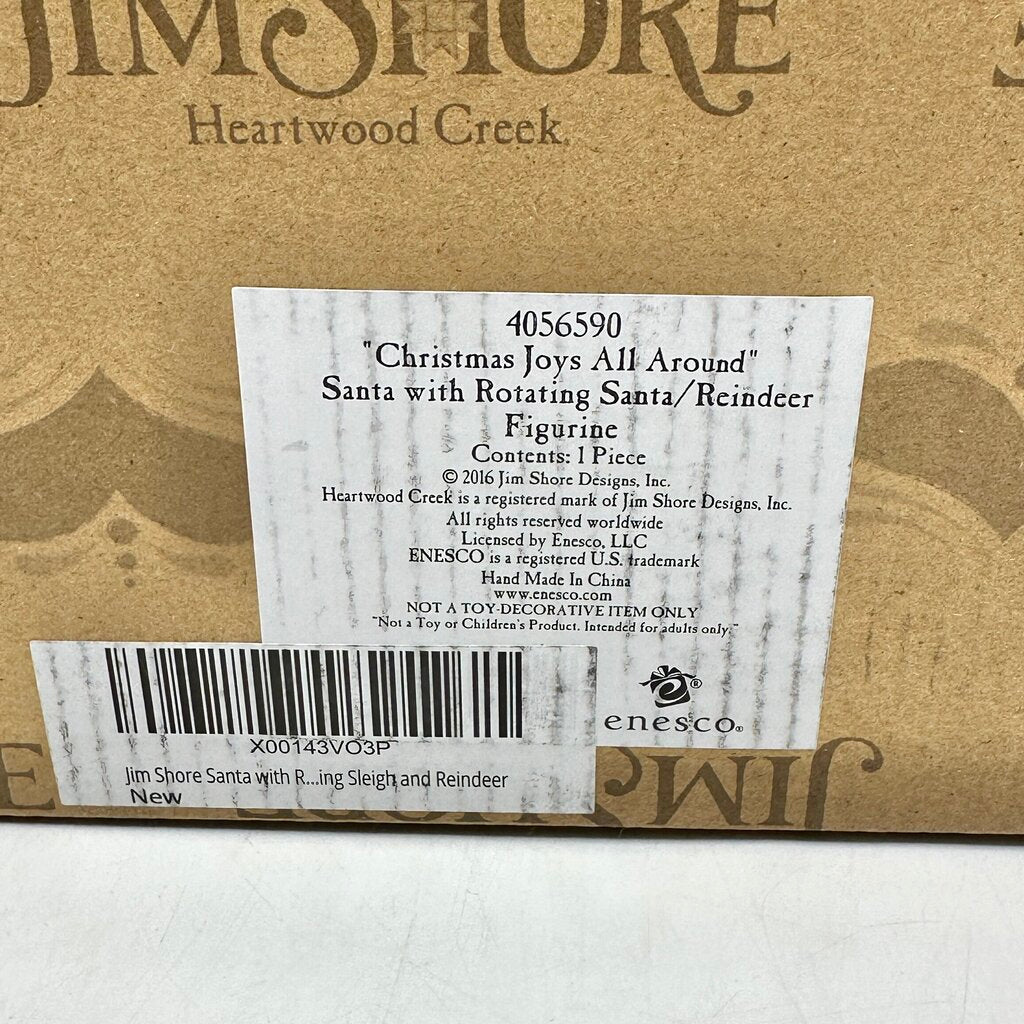 JIM SHORE
Heartwood Creek
4056590
"Christmas Joys All Around"
Santa with Rotating Santa/Reindeer
Figurine
Contents: 1 Piece
© 2016 Jim Shore Designs, Inc.
Heartwood Creek is a registered mark of Jim Shore Designs, Inc.
All rights reserved worldwide
Licensed by Enesco, LLC
ENESCO is a registered U.S. trademark
Hand Made In China
www.enesco.com
NOT A TOY-DECORATIVE ITEM ONLY
"Not a Toy or Children's Product. Intended for adults only."
enesco®
X00143VO3P
Jim Shore Santa with R...ing Sleigh and Reindeer
New
JIM SHORE